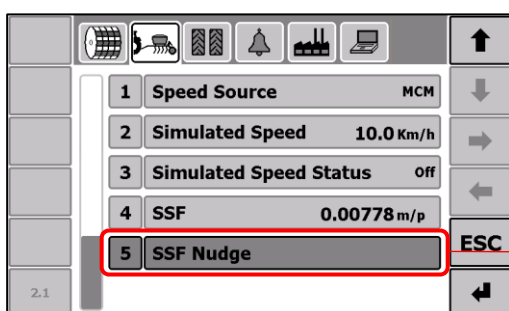 1 Speed Source MCM
2 Simulated Speed 10.0 Km/h
3 Simulated Speed Status Off
4 SSF 0.00778 m/p
5 SSF Nudge
ESC
2.1